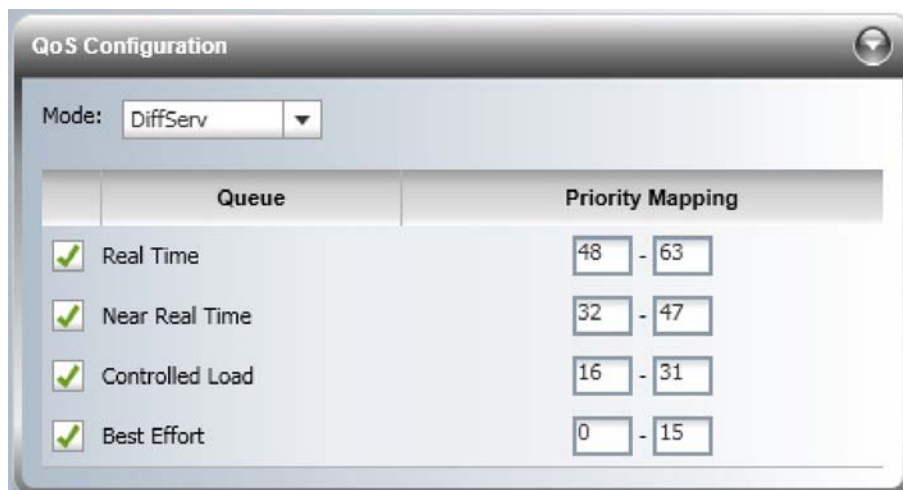 QoS Configuration
Mode: DiffServ
Queue Priority Mapping
Real Time 48 - 63
Near Real Time 32 - 47
Controlled Load 16 - 31
Best Effort 0 - 15